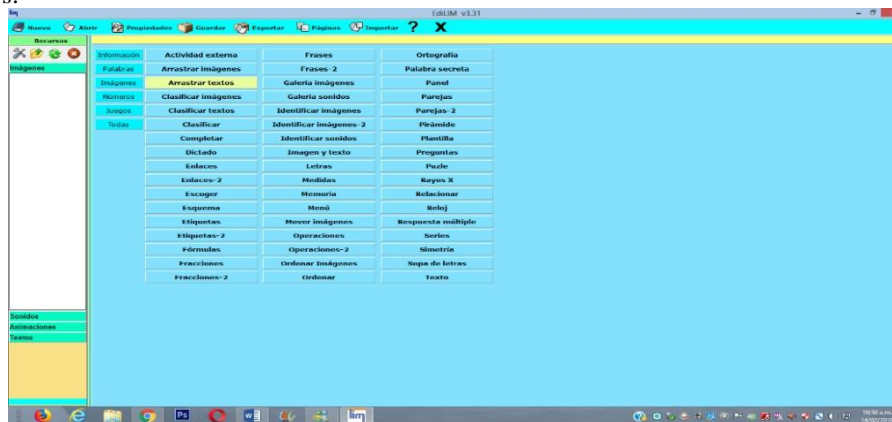 s.
EdiLIM v3.31
Nuevo Abrir Propiedades Guardar Exportar Páginas Importar ? X
Recursos
Imágenes
Información Actividad externa Frases Ortografía
Palabras Arrastrar imágenes Frases-2 Palabra secreta
Imágenes Arrastrar textos Galería imágenes Panel
Números Clasificar imágenes Galería sonidos Parejas
Juegos Clasificar textos Identificar imágenes Parejas-2
Todas Clasificar Identificar imágenes-2 Pirámide
Completar Identificar sonidos Plantilla
Dictado Imagen y texto Preguntas
Enlaces Letras Puzle
Enlaces-2 Medidas Rayos X
Escoger Memoria Relacionar
Esquema Menú Reloj
Etiquetas Mover imágenes Respuesta múltiple
Etiquetas-2 Operaciones Series
Fórmulas Operaciones-2 Simetría
Fracciones Ordenar Imágenes Sopa de letras
Fracciones-2 Ordenar Texto
Sonidos
Animaciones
Textos
Ps lim